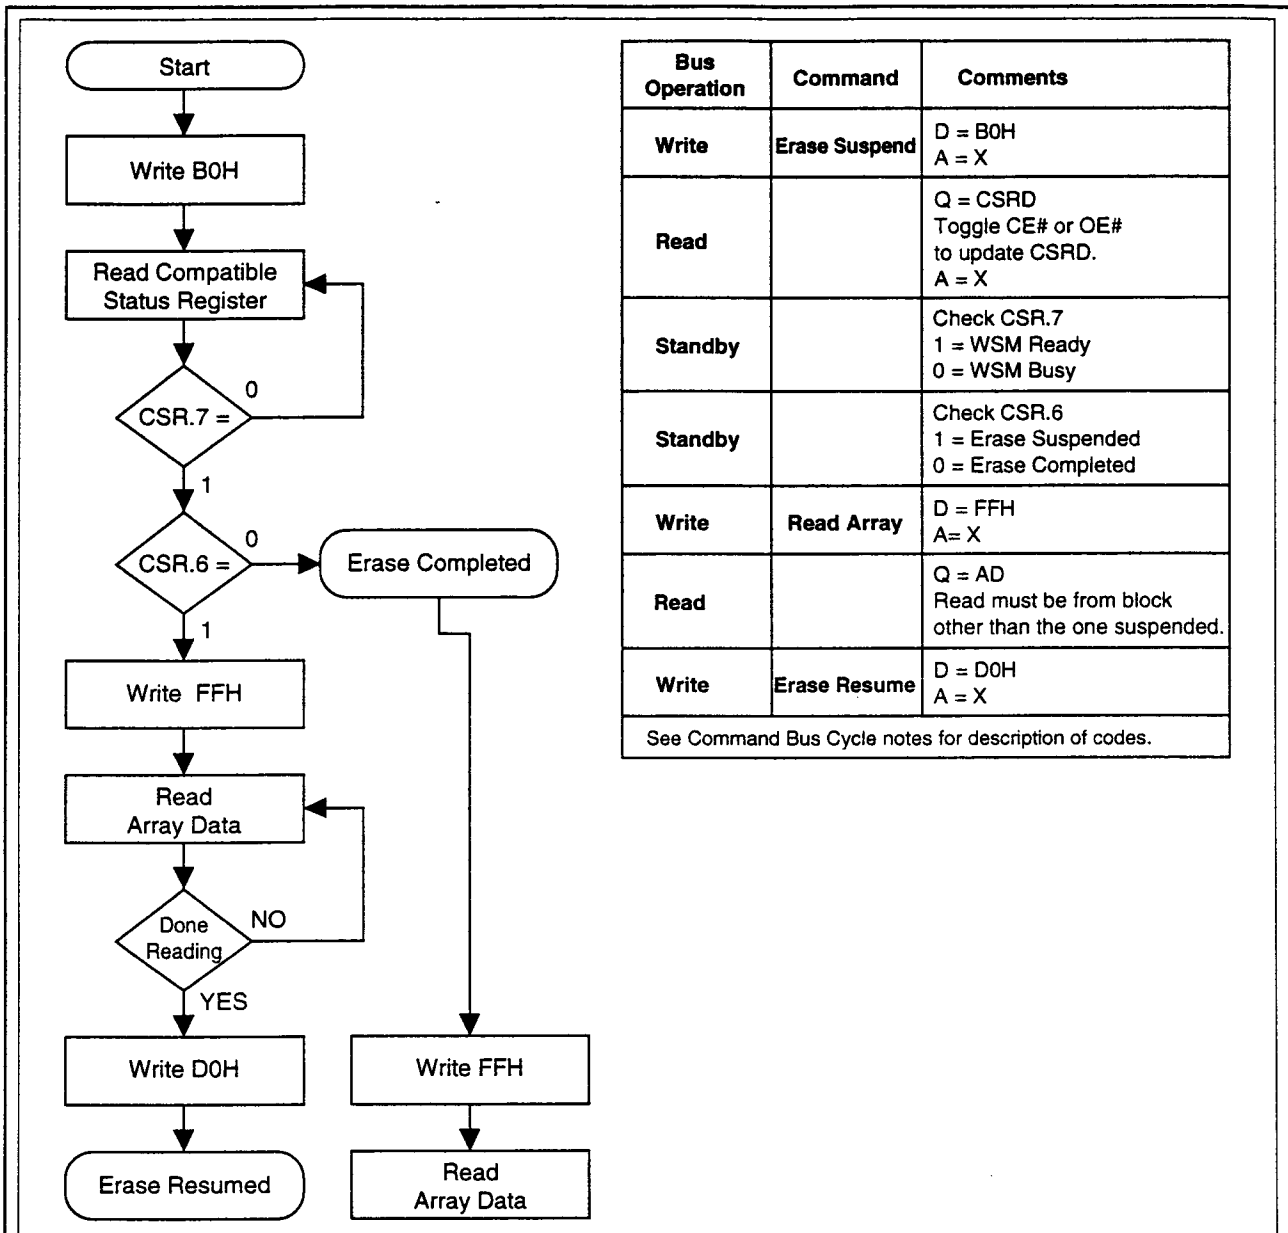 Start
Write B0H
Read Compatible
Status Register
0
CSR.7 =
1
0
CSR.6 =
Erase Completed
1
Write FFH
Read
Array Data
Done
Reading
NO
YES
Write D0H
Write FFH
Erase Resumed
Read
Array Data
Bus
Operation
Command
Comments
Write
Erase Suspend
D = B0H
A = X
Read
Q = CSRD
Toggle CE# or OE#
to update CSRD.
A = X
Standby
Check CSR.7
1 = WSM Ready
0 = WSM Busy
Standby
Check CSR.6
1 = Erase Suspended
0 = Erase Completed
Write
Read Array
D = FFH
A= X
Read
Q = AD
Read must be from block
other than the one suspended.
Write
Erase Resume
D = D0H
A = X
See Command Bus Cycle notes for description of codes.